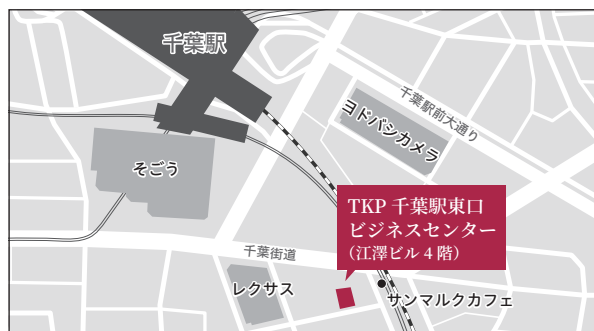 千葉駅
ヨドバシカメラ
千葉駅前大通り
そごう
TKP 千葉駅東口
ビジネスセンター
（江澤ビル 4 階）
千葉街道
レクサス
サンマルクカフェ